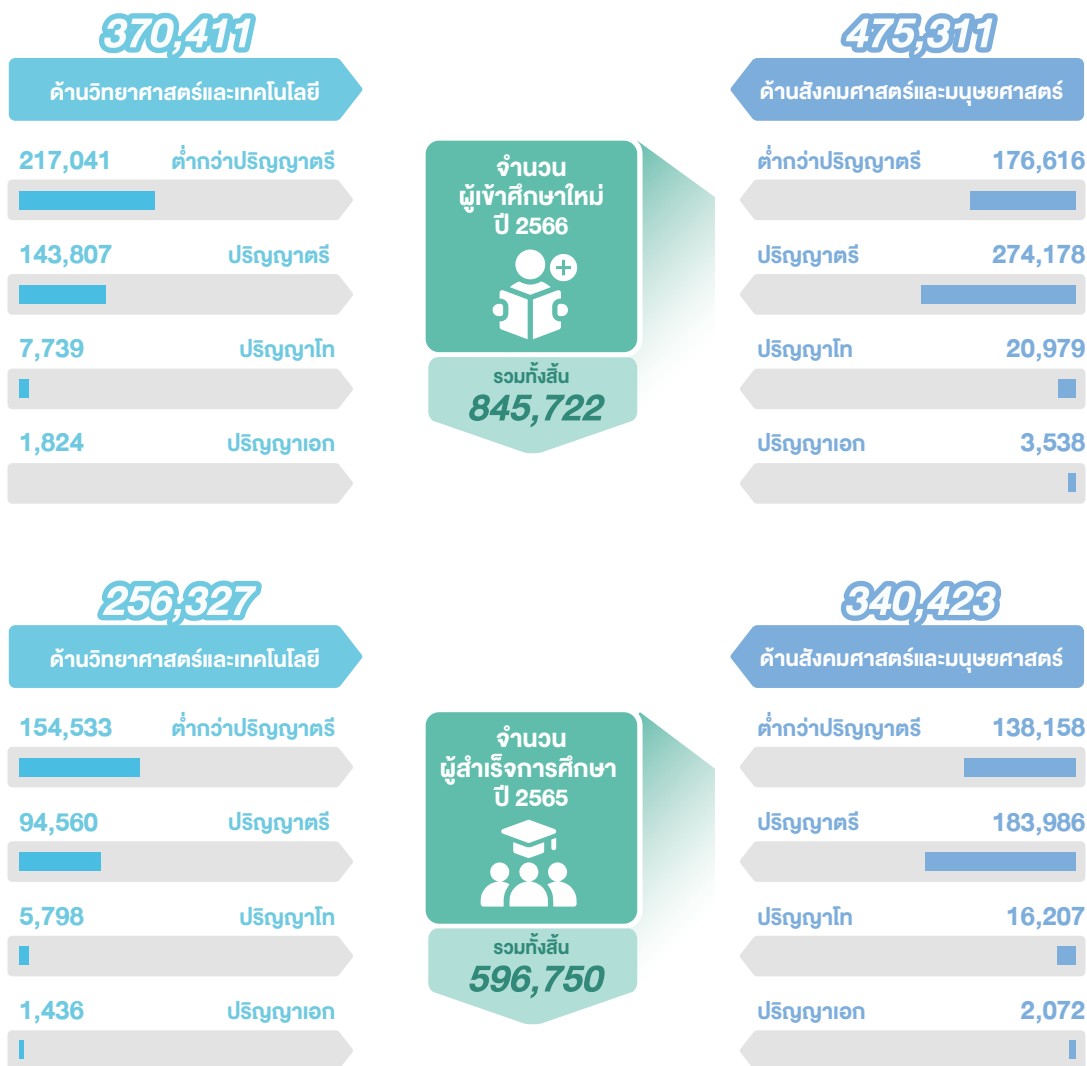 370,411
ด้านวิทยาศาสตร์และเทคโนโลยี
217,041 ต่ำกว่าปริญญาตรี
143,807 ปริญญาตรี
7,739 ปริญญาโท
1,824 ปริญญาเอก
จำนวน
ผู้เข้าศึกษาใหม่
ปี 2566
รวมทั้งสิ้น
845,722
475,311
ด้านสังคมศาสตร์และมนุษยศาสตร์
ต่ำกว่าปริญญาตรี 176,616
ปริญญาตรี 274,178
ปริญญาโท 20,979
ปริญญาเอก 3,538
256,327
ด้านวิทยาศาสตร์และเทคโนโลยี
154,533 ต่ำกว่าปริญญาตรี
94,560 ปริญญาตรี
5,798 ปริญญาโท
1,436 ปริญญาเอก
จำนวน
ผู้สำเร็จการศึกษา
ปี 2565
รวมทั้งสิ้น
596,750
340,423
ด้านสังคมศาสตร์และมนุษยศาสตร์
ต่ำกว่าปริญญาตรี 138,158
ปริญญาตรี 183,986
ปริญญาโท 16,207
ปริญญาเอก 2,072